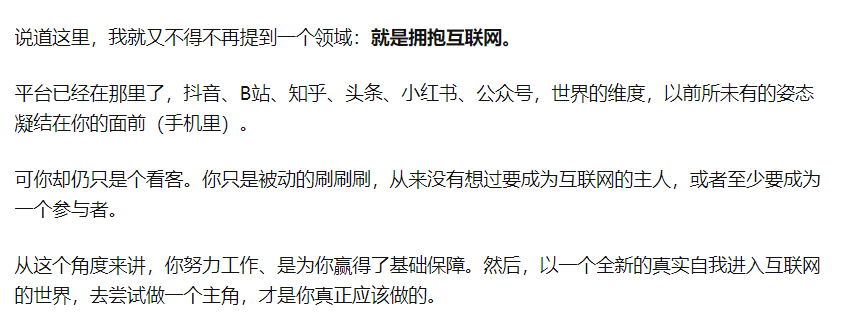 说道这里，我就又不得不再提到一个领域：就是拥抱互联网。
平台已经在那里了，抖音、B站、知乎、头条、小红书、公众号，世界的维度，以前所未有的姿态
凝结在你的面前（手机里）。
可你却仍只是个看客。你只是被动的刷刷刷，从来没有想过要成为互联网的主人，或者至少要成为
一个参与者。
从这个角度来讲，你努力工作、是为你赢得了基础保障。然后，以一个全新的真实自我进入互联网
的世界，去尝试做一个主角，才是你真正应该做的。